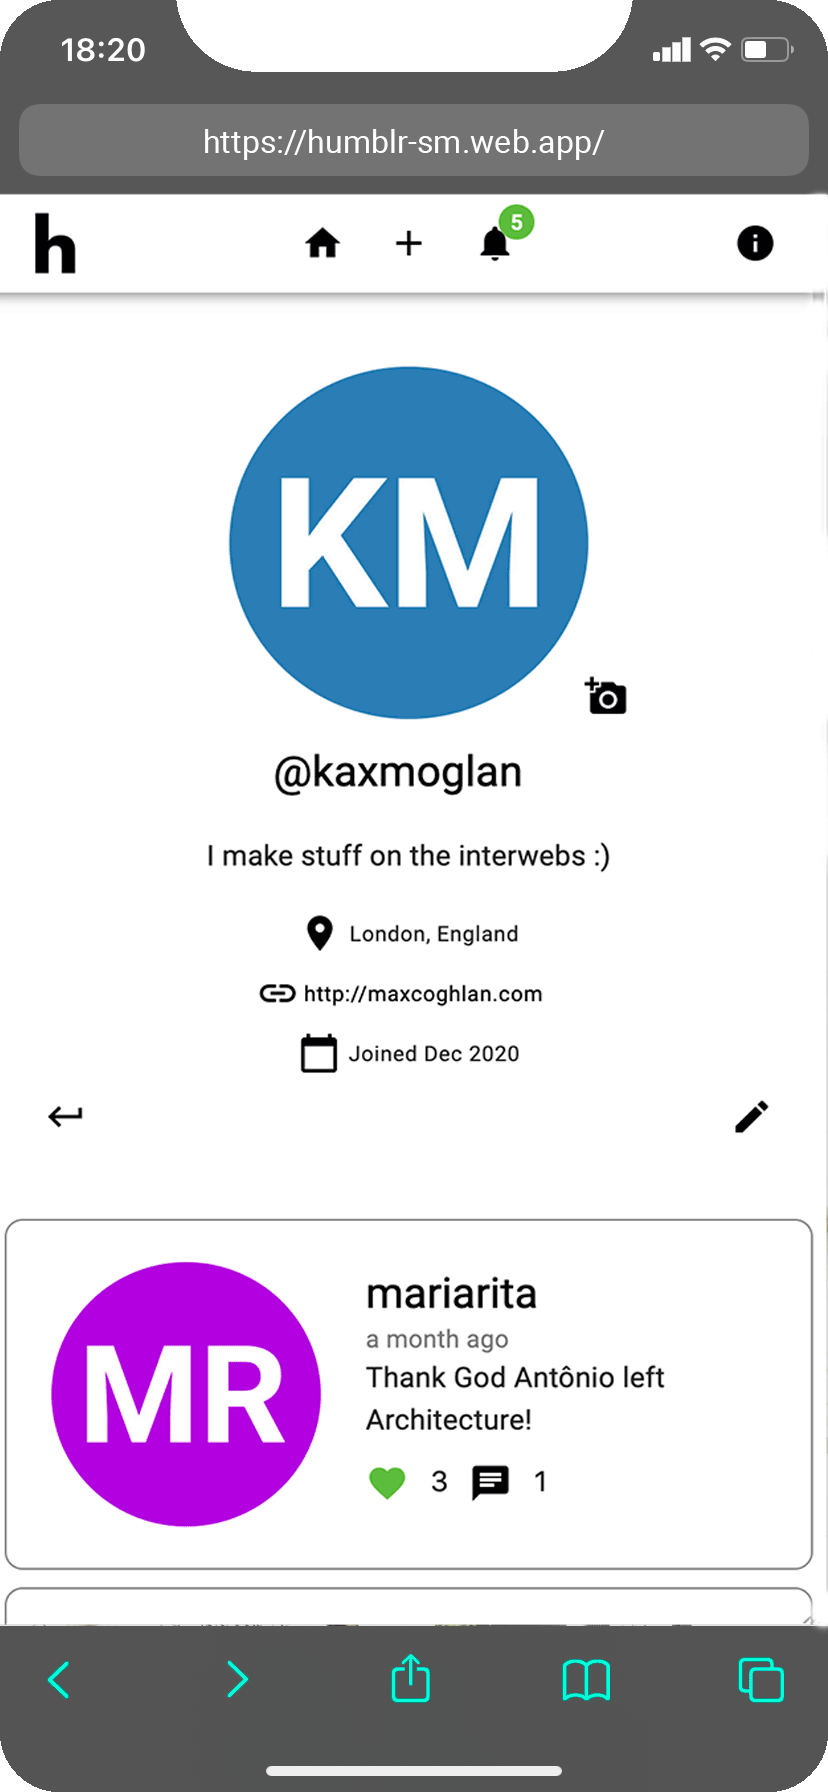 18:20
https://humblr-sm.web.app/
h
5
KM
@kaxmoglan
I make stuff on the interwebs :)
London, England
http://maxcoghlan.com
Joined Dec 2020
MR
mariarita
a month ago
Thank God Antônio left
Architecture!
3 1